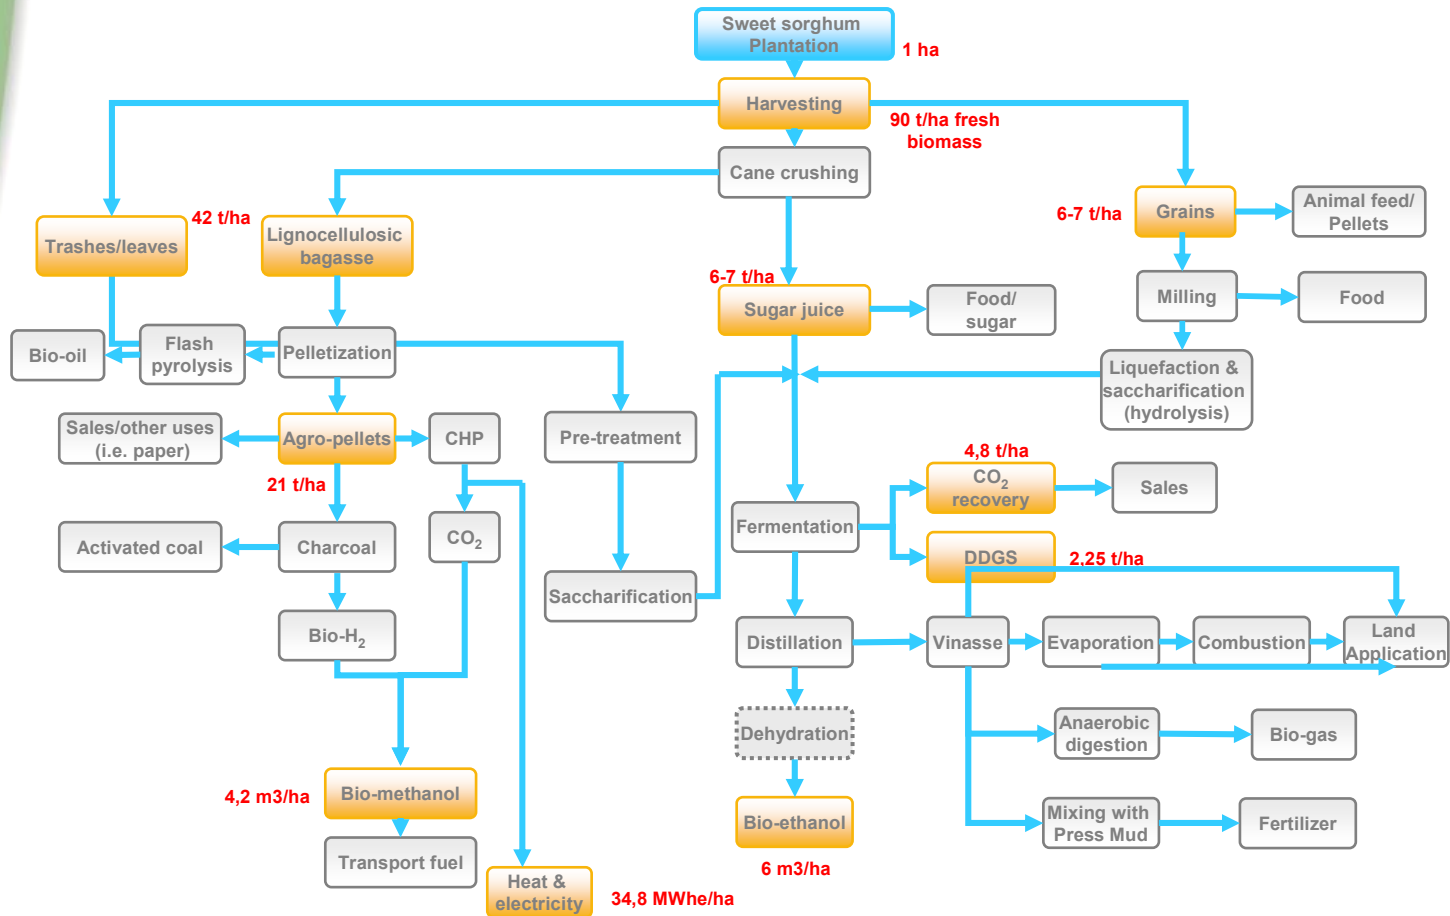 Sweet sorghum
Plantation
1 ha
Harvesting
90 t/ha fresh
biomass
Cane crushing
42 t/ha
Trashes/leaves
Lignocellulosic
bagasse
6-7 t/ha
Grains
Animal feed/
Pellets
6-7 t/ha
Sugar juice
Food/
sugar
Milling
Food
Bio-oil
Flash
pyrolysis
Pelletization
Liquefaction &
saccharification
(hydrolysis)
Sales/other uses
(i.e. paper)
Agro-pellets
CHP
Pre-treatment
21 t/ha
4,8 t/ha
CO2
recovery
Sales
Activated coal
Charcoal
CO2
Fermentation
DDGS
2,25 t/ha
Saccharification
Bio-H2
Distillation
Vinasse
Evaporation
Combustion
Land
Application
Dehydration
Anaerobic
digestion
Bio-gas
4,2 m3/ha
Bio-methanol
Bio-ethanol
Mixing with
Press Mud
Fertilizer
Transport fuel
6 m3/ha
Heat &
electricity
34,8 MWhe/ha